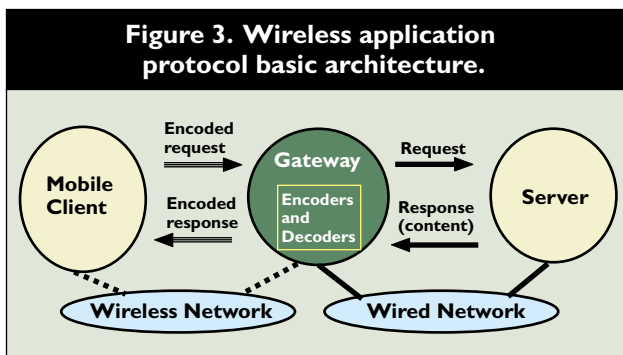 Figure 3. Wireless application
protocol basic architecture.
Mobile
Client
Encoded
request
Encoded
response
Gateway
Encoders
and
Decoders
Request
Response
(content)
Server
Wireless Network
Wired Network